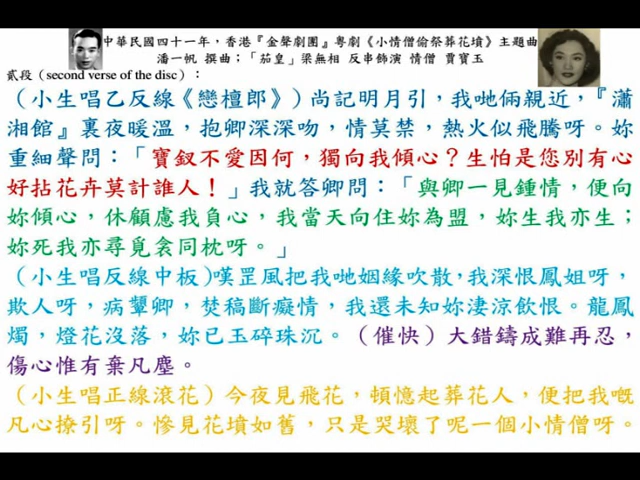 中華民國四十一年，香港『金聲劇團』粵劇《小情僧偷祭葬花墳》主題曲
潘一帆 撰曲；「茄皇」梁無相 反串飾演 情僧 賈寶玉
貳段（second verse of the disc）：
（小生唱乙反線《戀檀郎》）尚記明月引，我哋倆親近，『瀟
湘館』裏夜暖溫，抱卿深深吻，情莫禁，熱火似飛騰呀。妳
重細聲問：「寶釵不愛因何，獨向我傾心？生怕是您別有心
好拈花卉莫計誰人！」我就答卿問：「與卿一見鍾情，便向
妳傾心，休顧慮我負心，我當天向住妳為盟，妳生我亦生；
妳死我亦尋覓衾同枕呀。」
（小生唱反線中板)嘆罡風把我哋姻緣吹散，我深恨鳳姐呀，
欺人呀，病顰卿，焚稿斷癡情，我還未知妳淒涼飲恨。龍鳳
燭，燈花沒落，妳已玉碎珠沉。（催快）大錯鑄成難再忍，
傷心惟有棄凡塵。
（小生唱正線滾花）今夜見飛花，頓憶起葬花人，便把我嘅
凡心撩引呀。慘見花墳如舊，只是哭壞了呢一個小情僧呀。